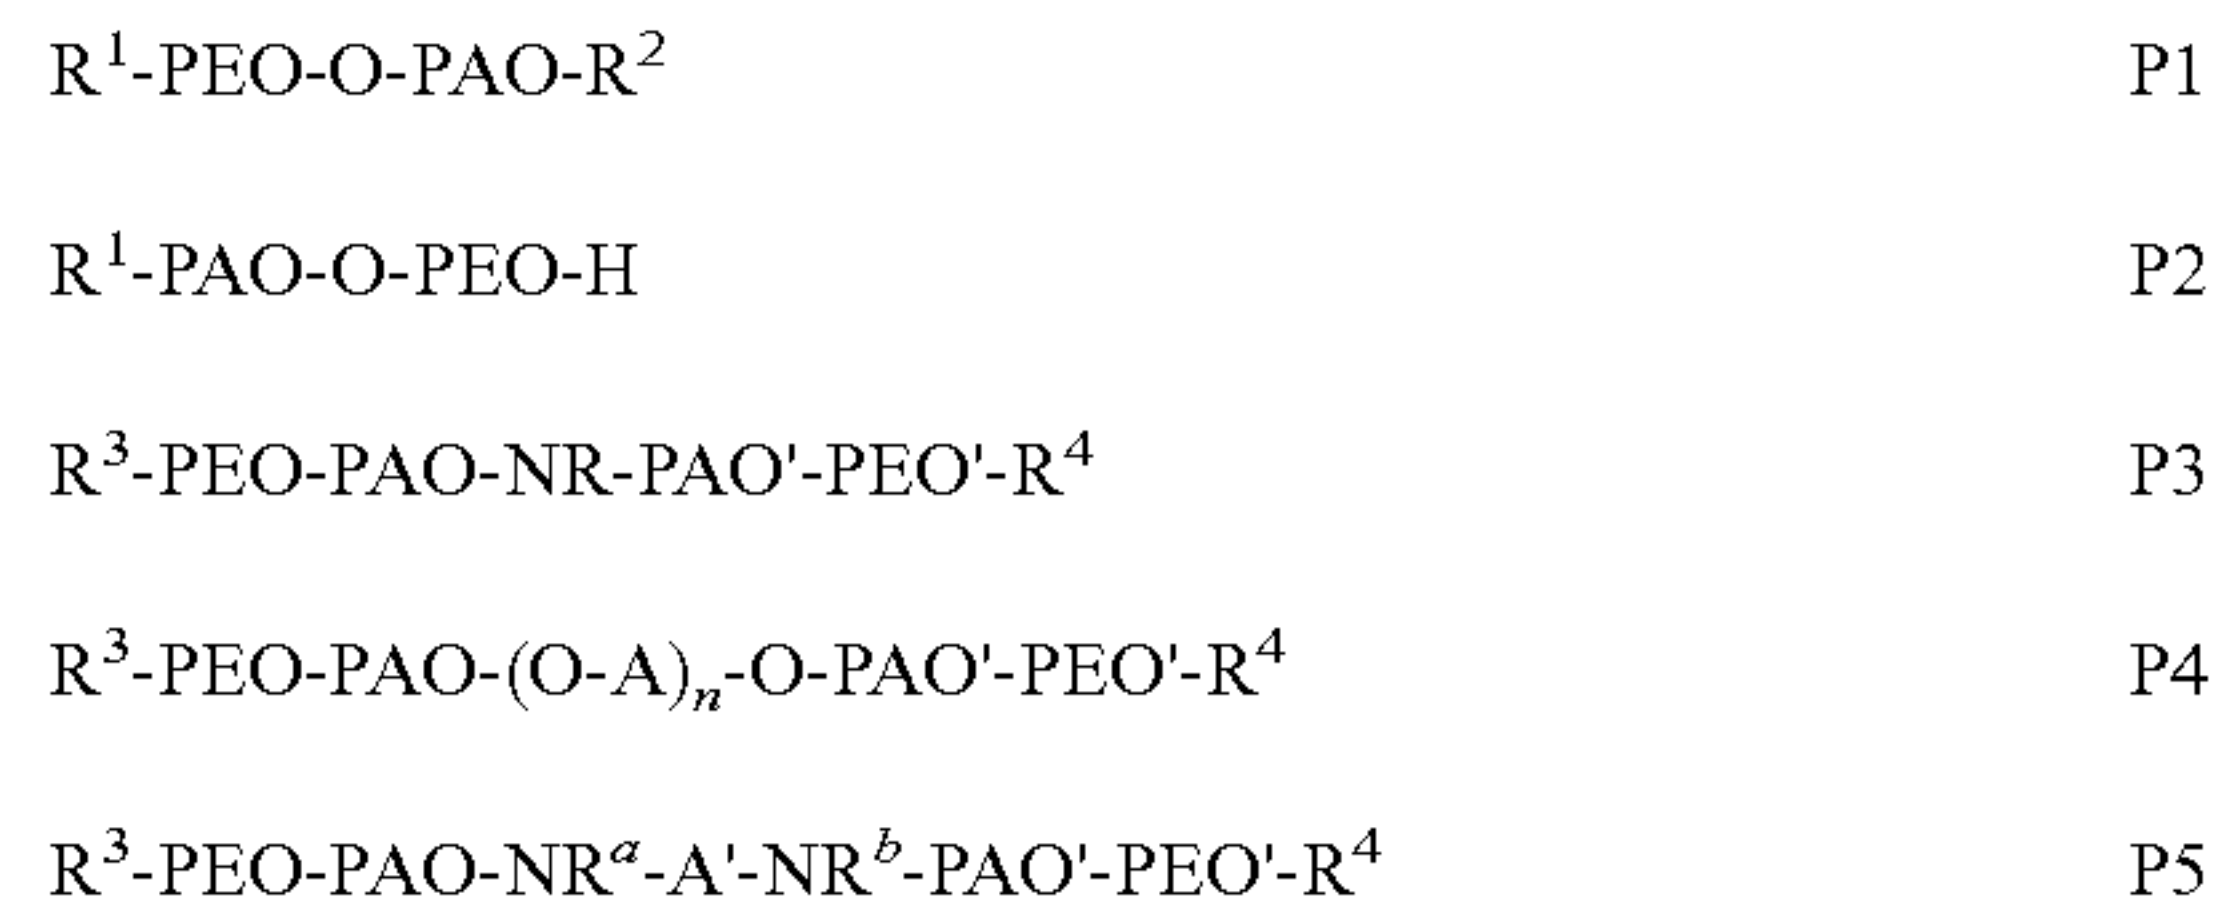 R¹-PEO-O-PAO-R² P1
R¹-PAO-O-PEO-H P2
R³-PEO-PAO-NR-PAO'-PEO'-R⁴ P3
R³-PEO-PAO-(O-A)ₙ-O-PAO'-PEO'-R⁴ P4
R³-PEO-PAO-NRᵃ-A'-NRᵇ-PAO'-PEO'-R⁴ P5